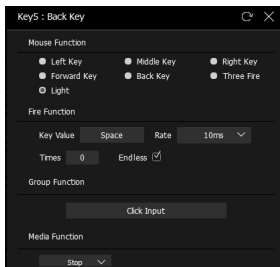 Key5 : Back Key
Mouse Function
Left Key Middle Key Right Key
Forward Key Back Key Three Fire
Light
Fire Function
Key Value Space Rate 10ms
Times 0 Endless
Group Function
Click Input
Media Function
Stop